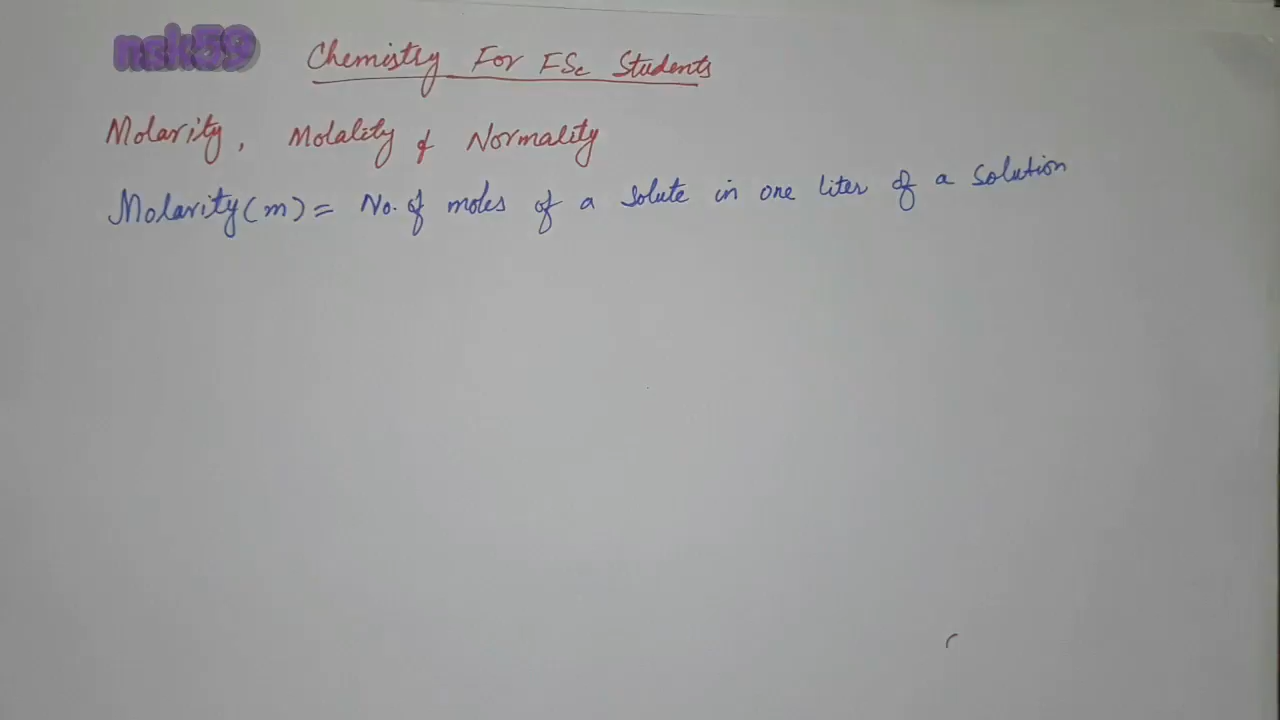 nsk59
Chemistry For FSc Students
Molarity, Molality & Normality
Molarity (m) = No. of moles of a solute in one liter of a solution